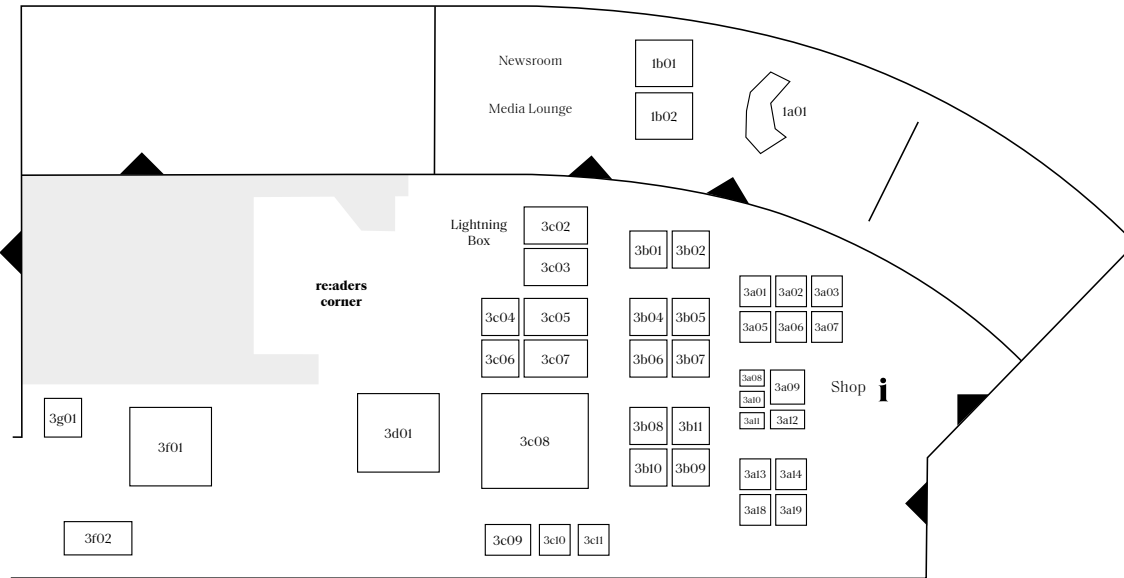 Newsroom
Media Lounge
1b01
1b02
1a01
Lightning
Box
3c02
3c03
re:aders
corner
3b01 3b02
3a01 3a02 3a03
3a05 3a06 3a07
3c04 3c05
3c06 3c07
3b04 3b05
3b06 3b07
3a08
3a09
3a10
3a11 3a12
Shop i
3g01
3f01
3d01
3c08
3b08 3b11
3b10 3b09
3a13 3a14
3a18 3a19
3f02
3c09 3c10 3c11